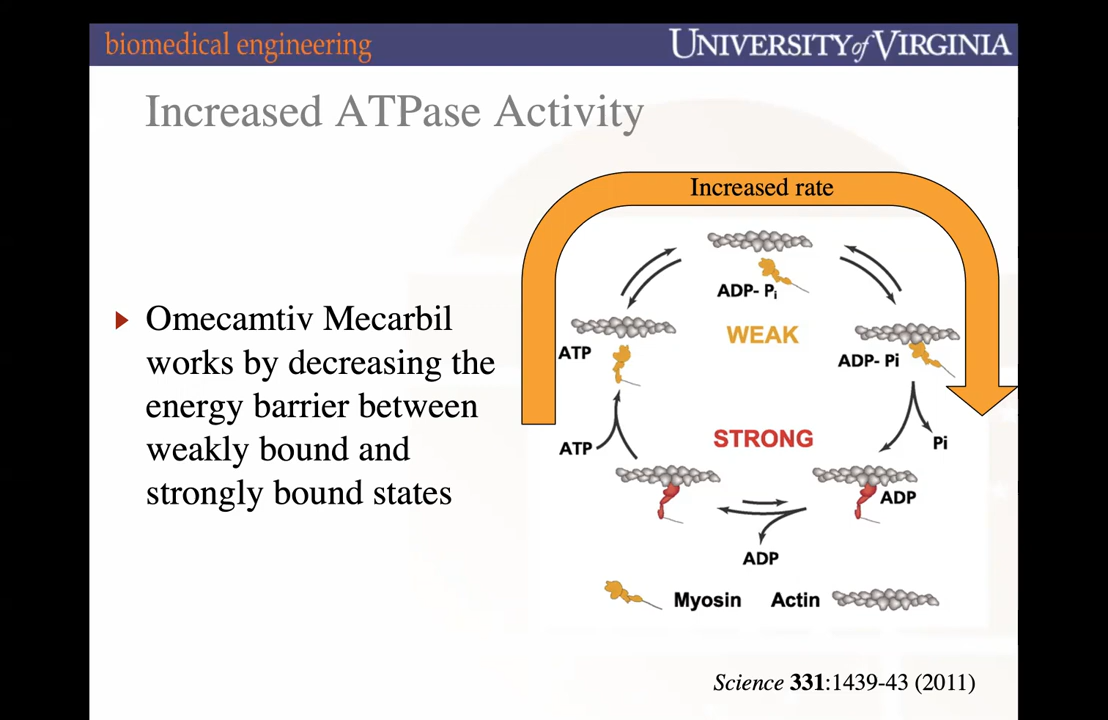 biomedical engineering
UNIVERSITY of VIRGINIA
Increased ATPase Activity
Omecamtiv Mecarbil
works by decreasing the
energy barrier between
weakly bound and
strongly bound states
Increased rate
ADP- Pi
WEAK
ATP
ADP- Pi
STRONG
ATP
Pi
ADP
ADP
Myosin
Actin
Science 331:1439-43 (2011)